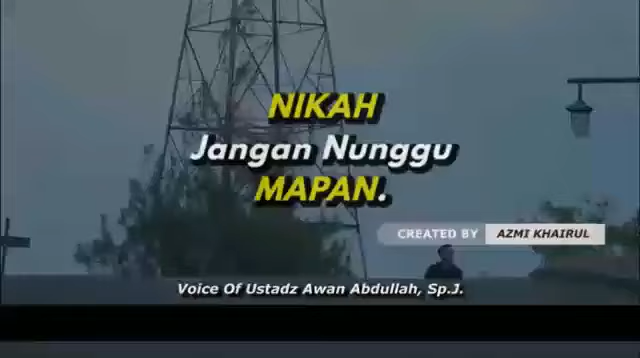 NIKAH
Jangan Nunggu
MAPAN.
CREATED BY AZMI KHAIRUL
Voice Of Ustadz Awan Abdullah, Sp.J.